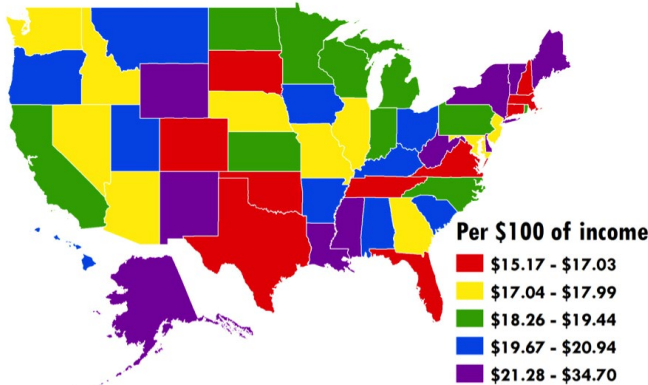 Per $100 of income
$15.17 - $17.03
$17.04 - $17.99
$18.26 - $19.44
$19.67 - $20.94
$21.28 - $34.70